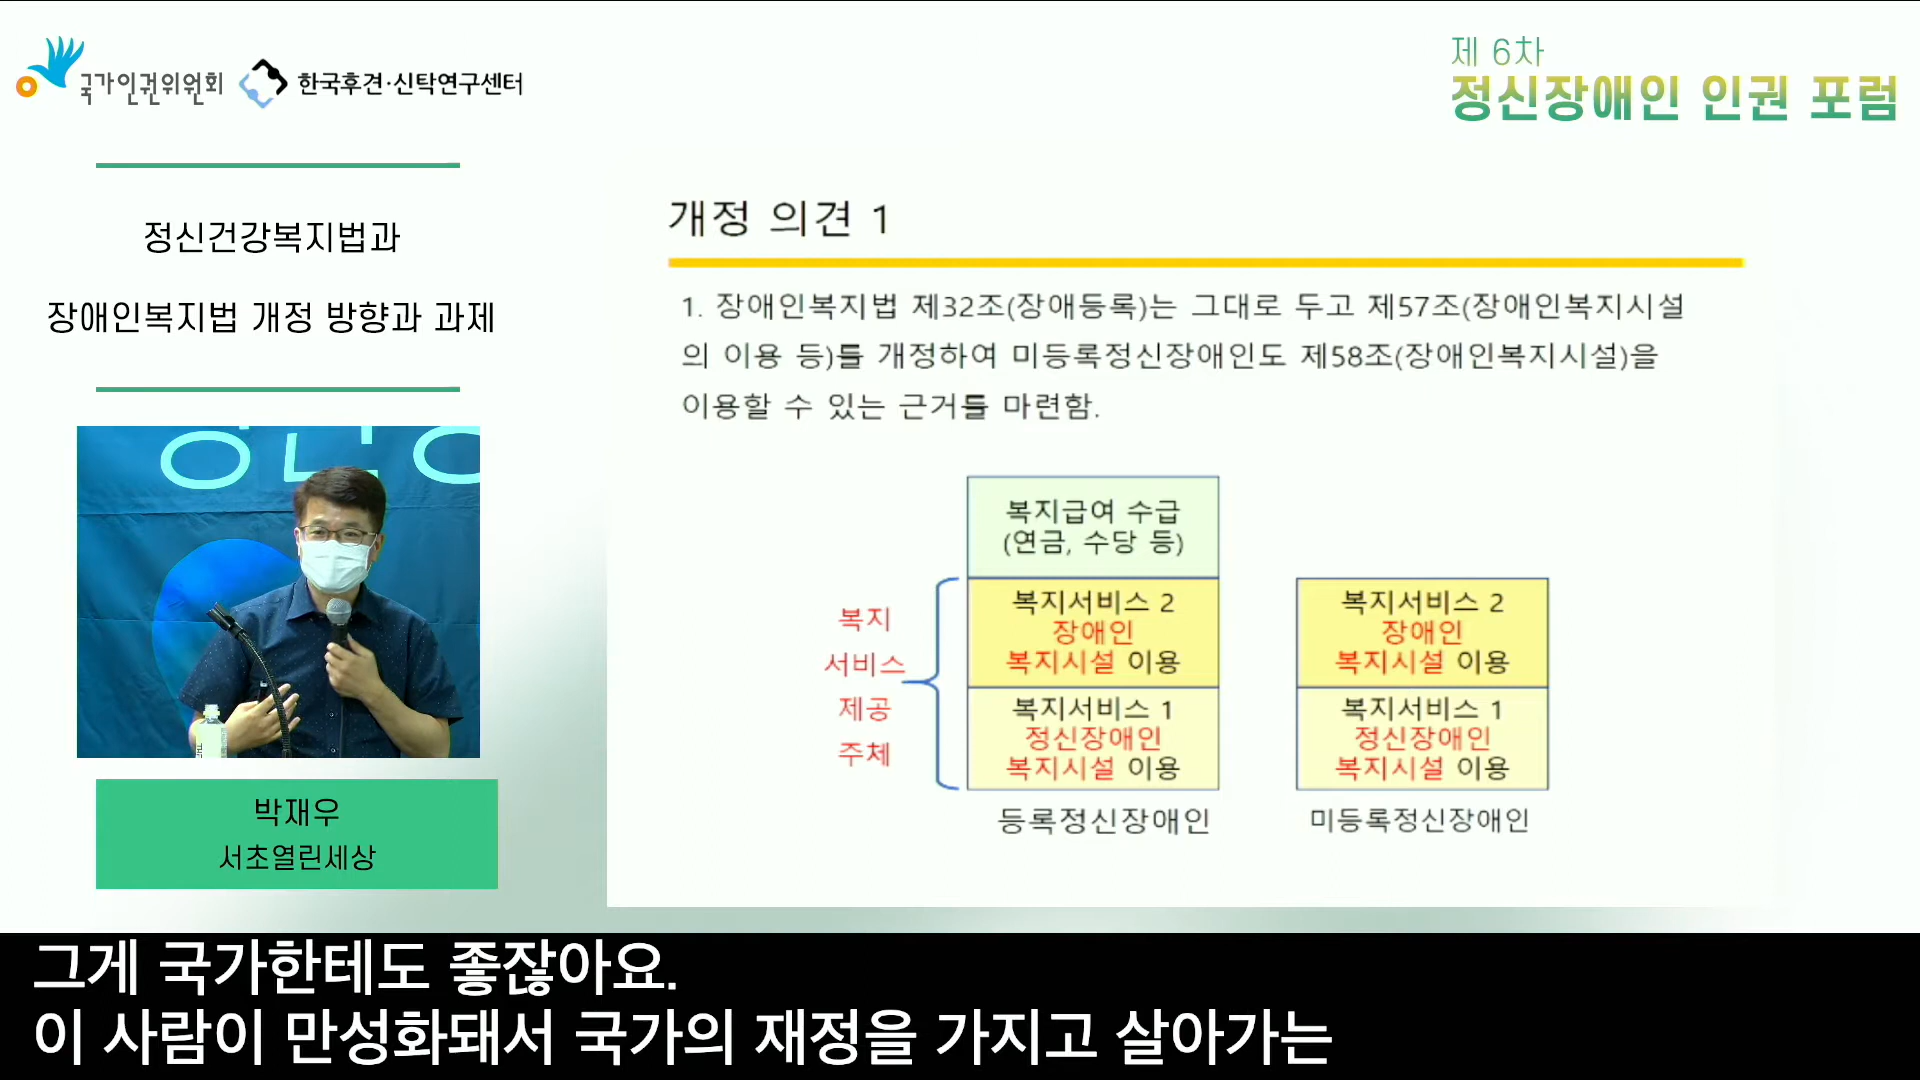 국가인권위원회
한국후견·신탁연구센터
제 6차
정신장애인 인권 포럼
정신건강복지법과
장애인복지법 개정 방향과 과제
박재우
서초열린세상
개정 의견 1
1. 장애인복지법 제32조(장애등록)는 그대로 두고 제57조(장애인복지시설
의 이용 등)를 개정하여 미등록정신장애인도 제58조(장애인복지시설)을
이용할 수 있는 근거를 마련함.
복지
서비스
제공
주체
복지급여 수급
(연금, 수당 등)
복지서비스 2
장애인
복지시설 이용
복지서비스 1
정신장애인
복지시설 이용
등록정신장애인
복지서비스 2
장애인
복지시설 이용
복지서비스 1
정신장애인
복지시설 이용
미등록정신장애인
그게 국가한테도 좋잖아요.
이 사람이 만성화돼서 국가의 재정을 가지고 살아가는